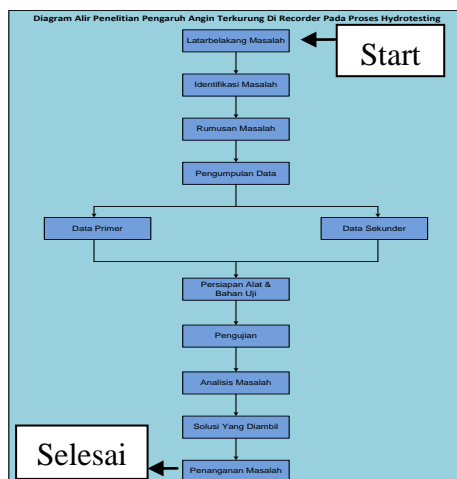 Diagram Alir Penelitian Pengaruh Angin Terkurung Di Recorder Pada Proses Hydrotesting
Latarbelakang Masalah
Start
Identifikasi Masalah
Rumusan Masalah
Pengumpulan Data
Data Primer
Data Sekunder
Persiapan Alat &
Bahan Uji
Pengujian
Analisis Masalah
Solusi Yang Diambil
Selesai
Penanganan Masalah